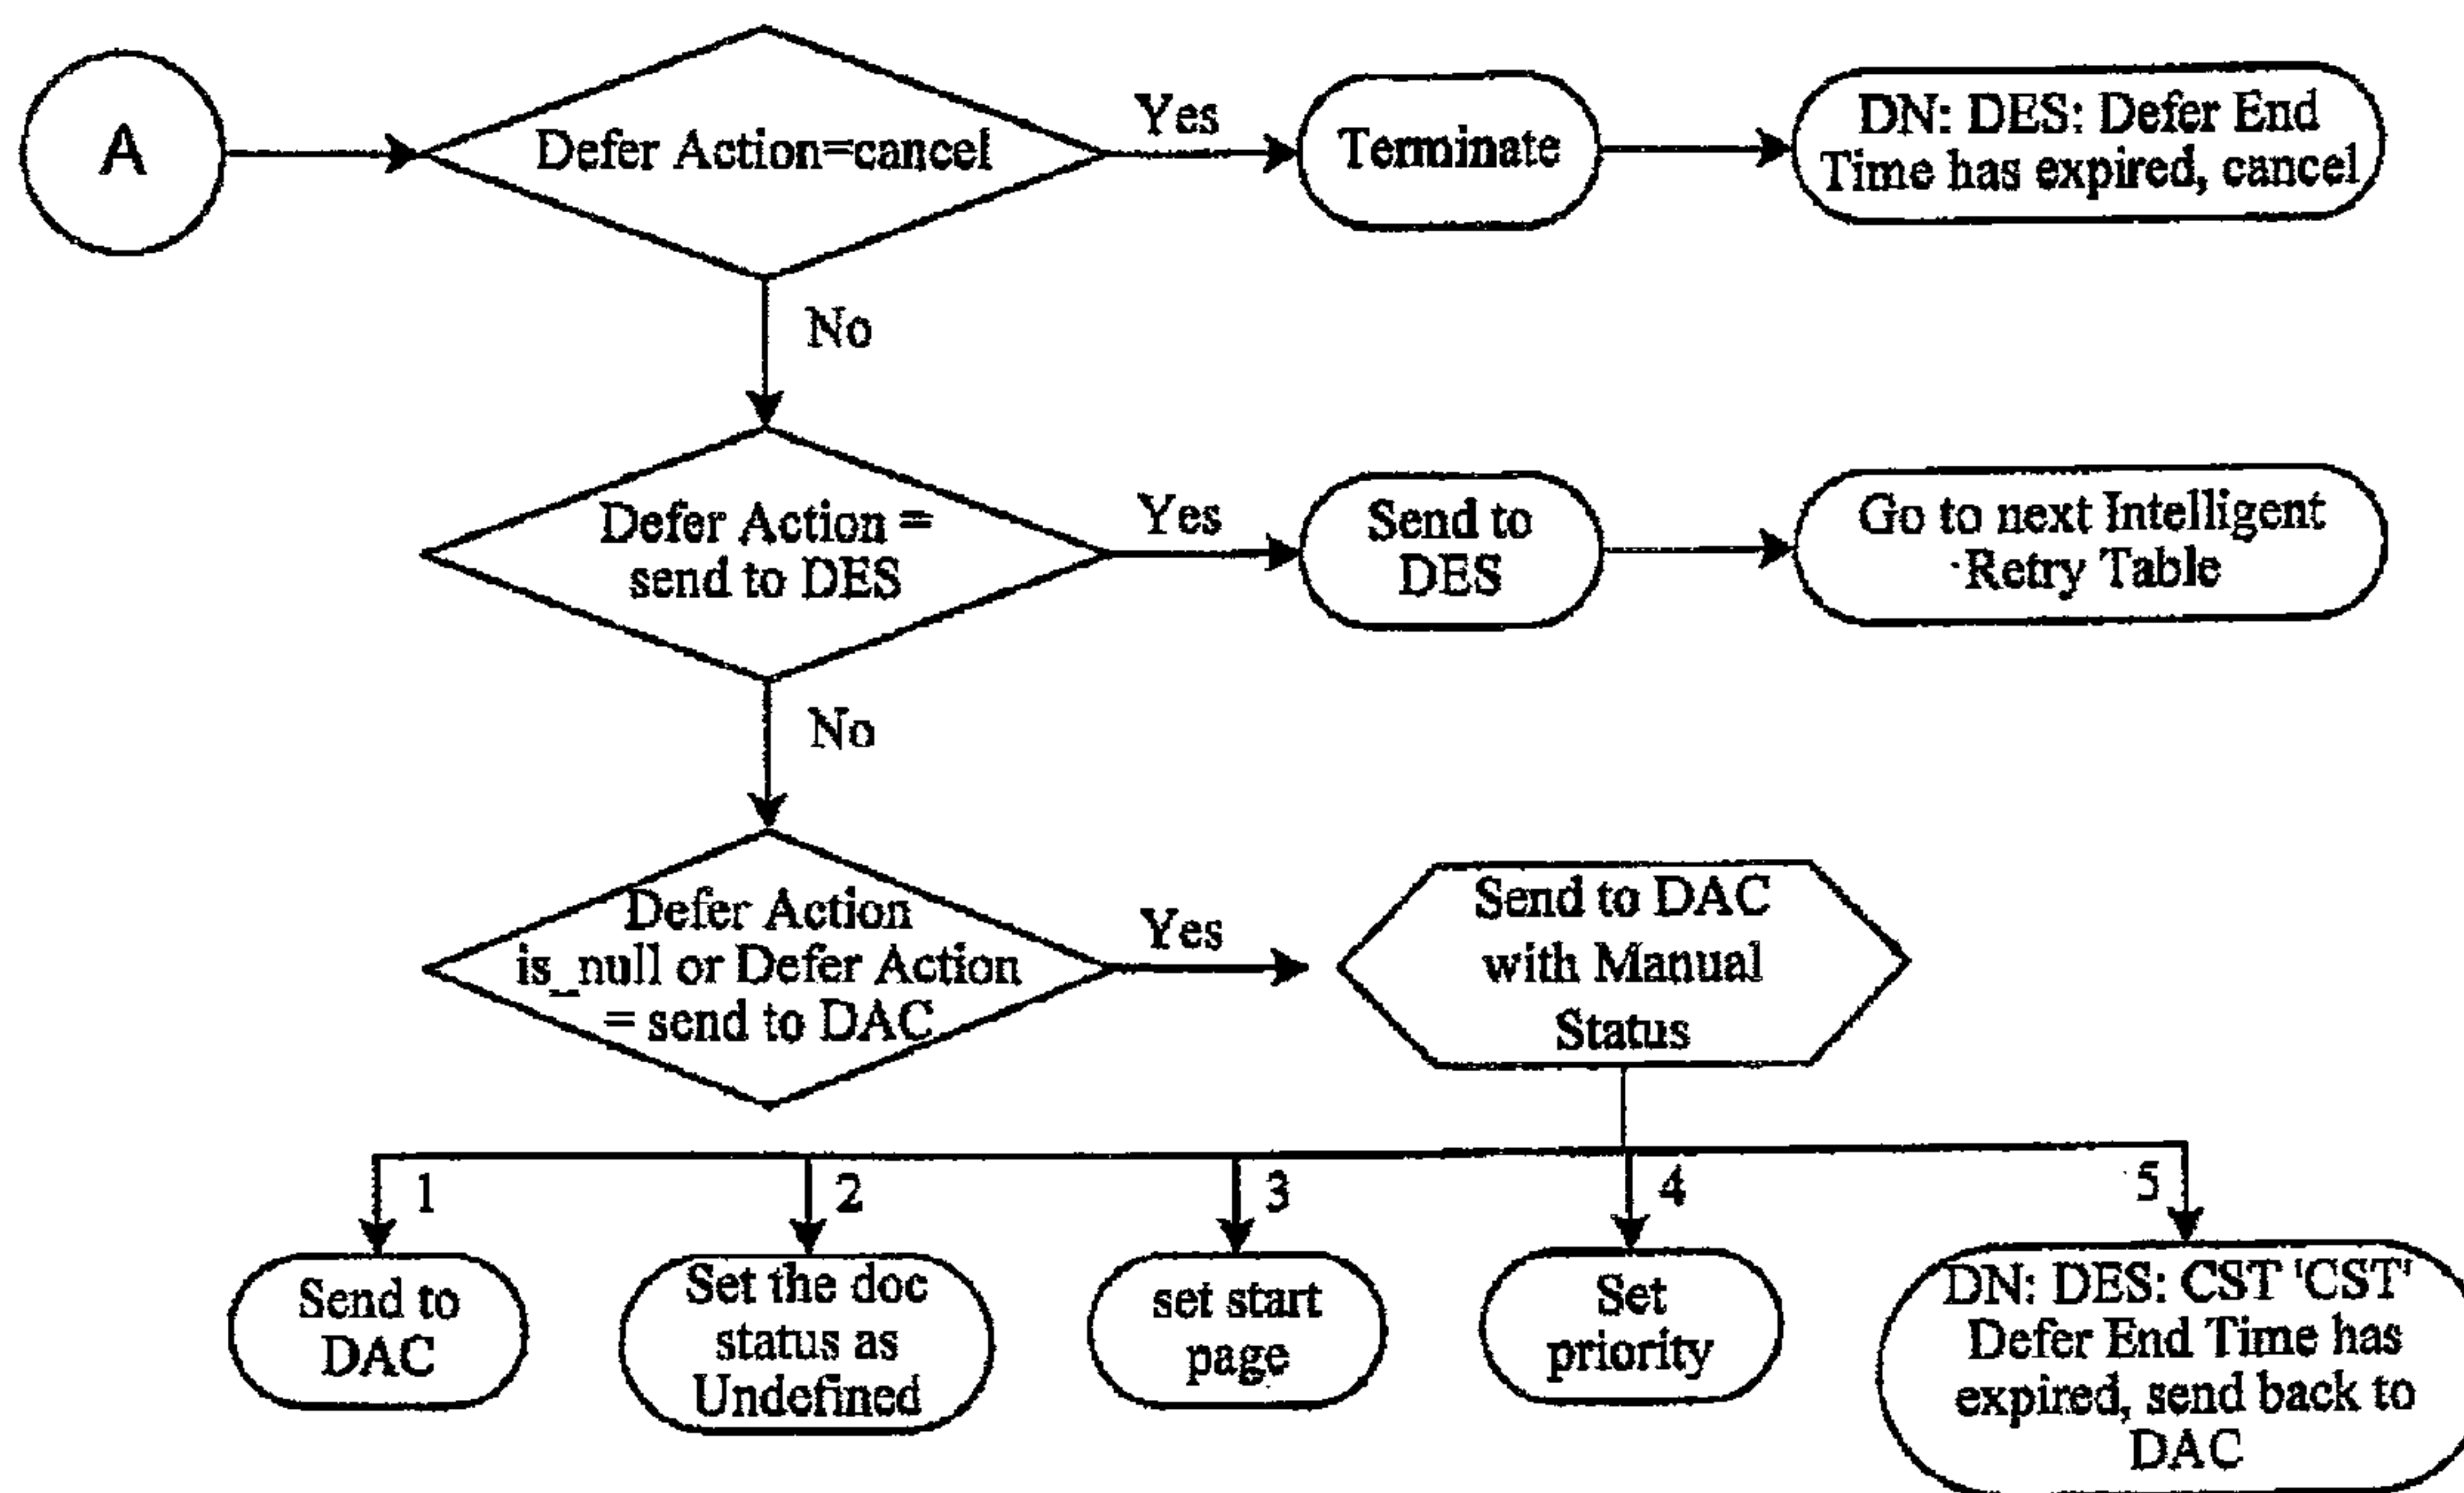 A
Defer Action=cancel
Yes
Terminate
DN: DES: Defer End
Time has expired, cancel
No
Defer Action =
send to DES
Yes
Send to
DES
Go to next Intelligent
Retry Table
No
Defer Action
is_null or Defer Action
= send to DAC
Yes
Send to DAC
with Manual
Status
1
2
3
4
5
Send to
DAC
Set the doc
status as
Undefined
set start
page
Set
priority
DN: DES: CST 'CST'
Defer End Time has
expired, send back to
DAC